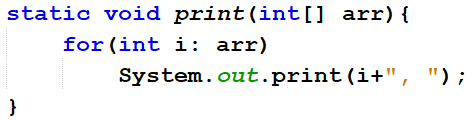 static void print(int[] arr){
    for(int i: arr)
        System.out.print(i+", ");
}